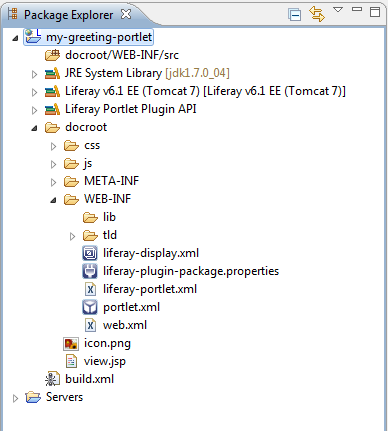 Package Explorer
my-greeting-portlet
docroot/WEB-INF/src
JRE System Library [jdk1.7.0_04]
Liferay v6.1 EE (Tomcat 7) [Liferay v6.1 EE (Tomcat 7)]
Liferay Portlet Plugin API
docroot
css
js
META-INF
WEB-INF
lib
tld
liferay-display.xml
liferay-plugin-package.properties
liferay-portlet.xml
portlet.xml
web.xml
icon.png
view.jsp
build.xml
Servers